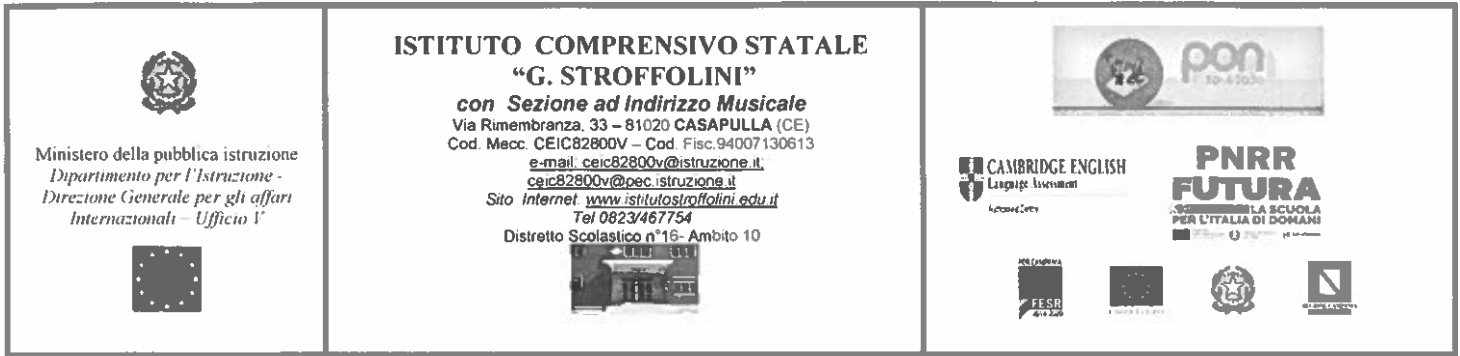 Ministero della pubblica istruzione
Dipartimento per l'Istruzione -
Direzione Generale per gli affari
Internazionali – Ufficio V
ISTITUTO COMPRENSIVO STATALE
"G. STROFFOLINI"
con Sezione ad Indirizzo Musicale
Via Rimembranza, 33 – 81020 CASAPULLA (CE)
Cod. Mecc. CEIC82800V – Cod. Fisc.94007130613
e-mail: ceic82800v@istruzione.it;
ceic82800v@pec.istruzione.it
Sito Internet: www.istitutostroffolini.edu.it
Tel 0823/467754
Distretto Scolastico n°16- Ambito 10
pon
CAMBRIDGE ENGLISH
Language Assessment
PNRR
FUTURA
LA SCUOLA
PER L'ITALIA DI DOMANI
FESR